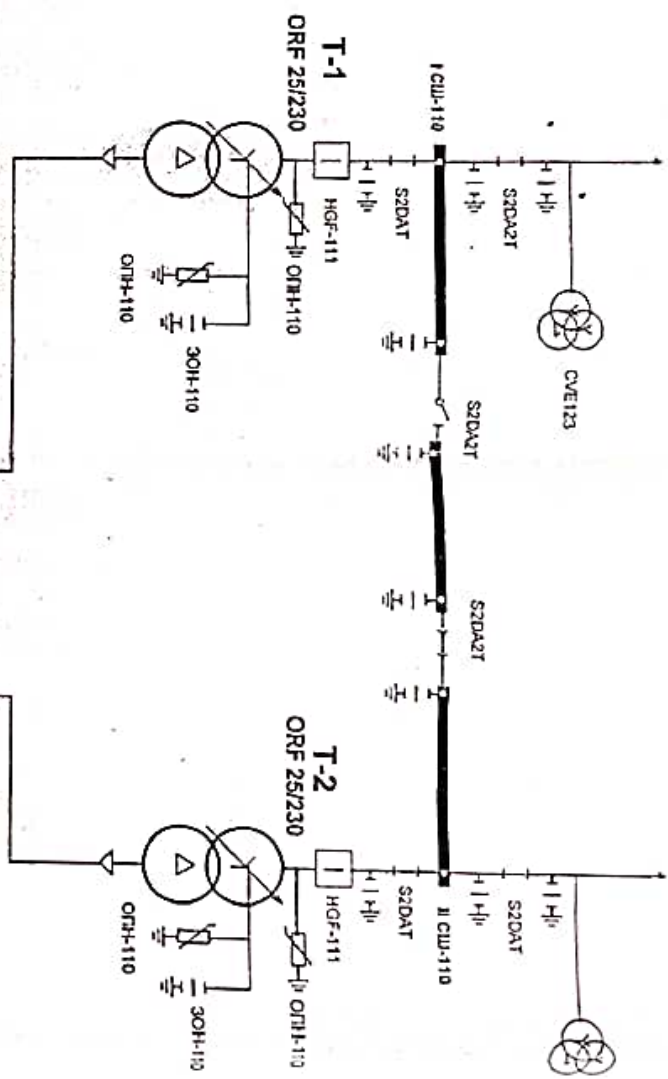 I СШ-110
S2DA2T
CVE123
S2DAT
T-1
ORF 25/230
HGF-111
ОПН-110
ОПН-110
ЗОН-110
S2DA2T
S2DA2T
S2DA2T
II СШ-110
S2DAT
T-2
ORF 25/230
HGF-111
ОПН-110
ОПН-110
ЗОН-110